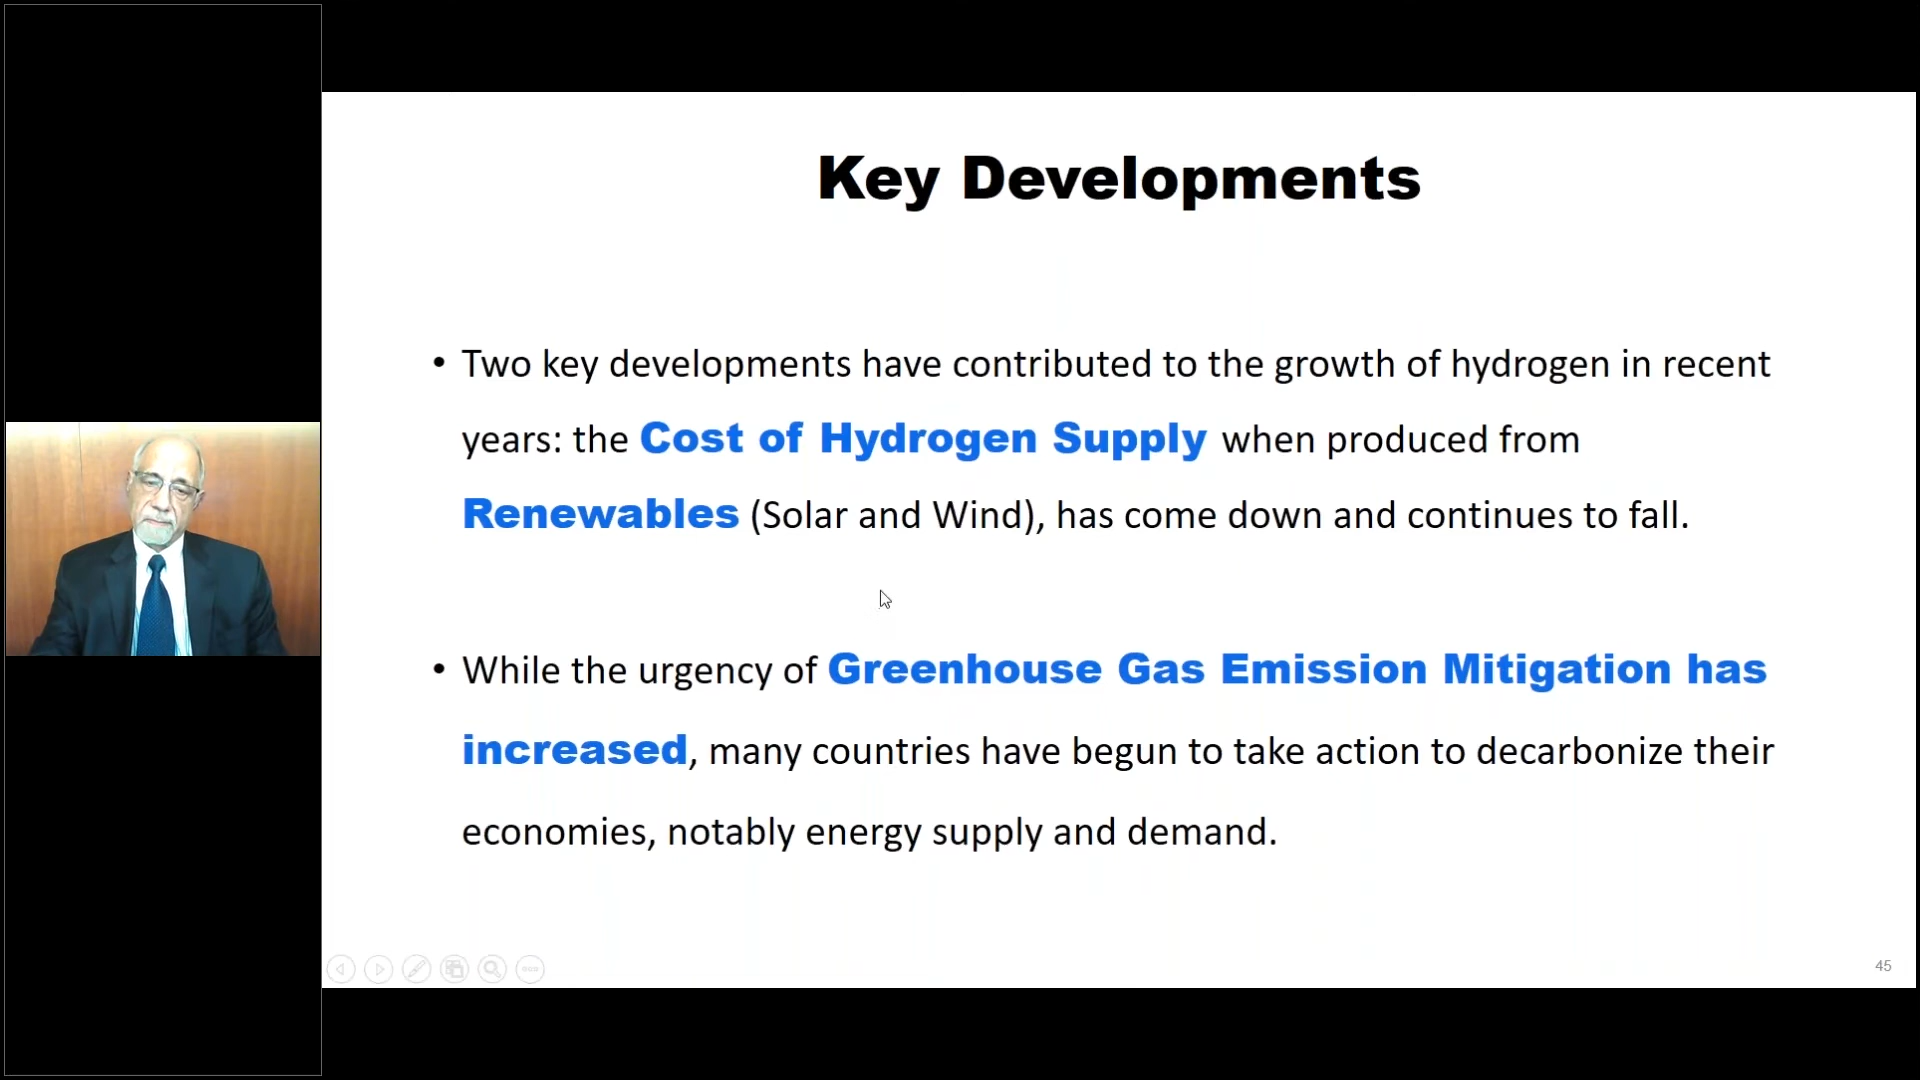 Key Developments
• Two key developments have contributed to the growth of hydrogen in recent
years: the Cost of Hydrogen Supply when produced from
Renewables (Solar and Wind), has come down and continues to fall.
• While the urgency of Greenhouse Gas Emission Mitigation has
increased, many countries have begun to take action to decarbonize their
economies, notably energy supply and demand.
45